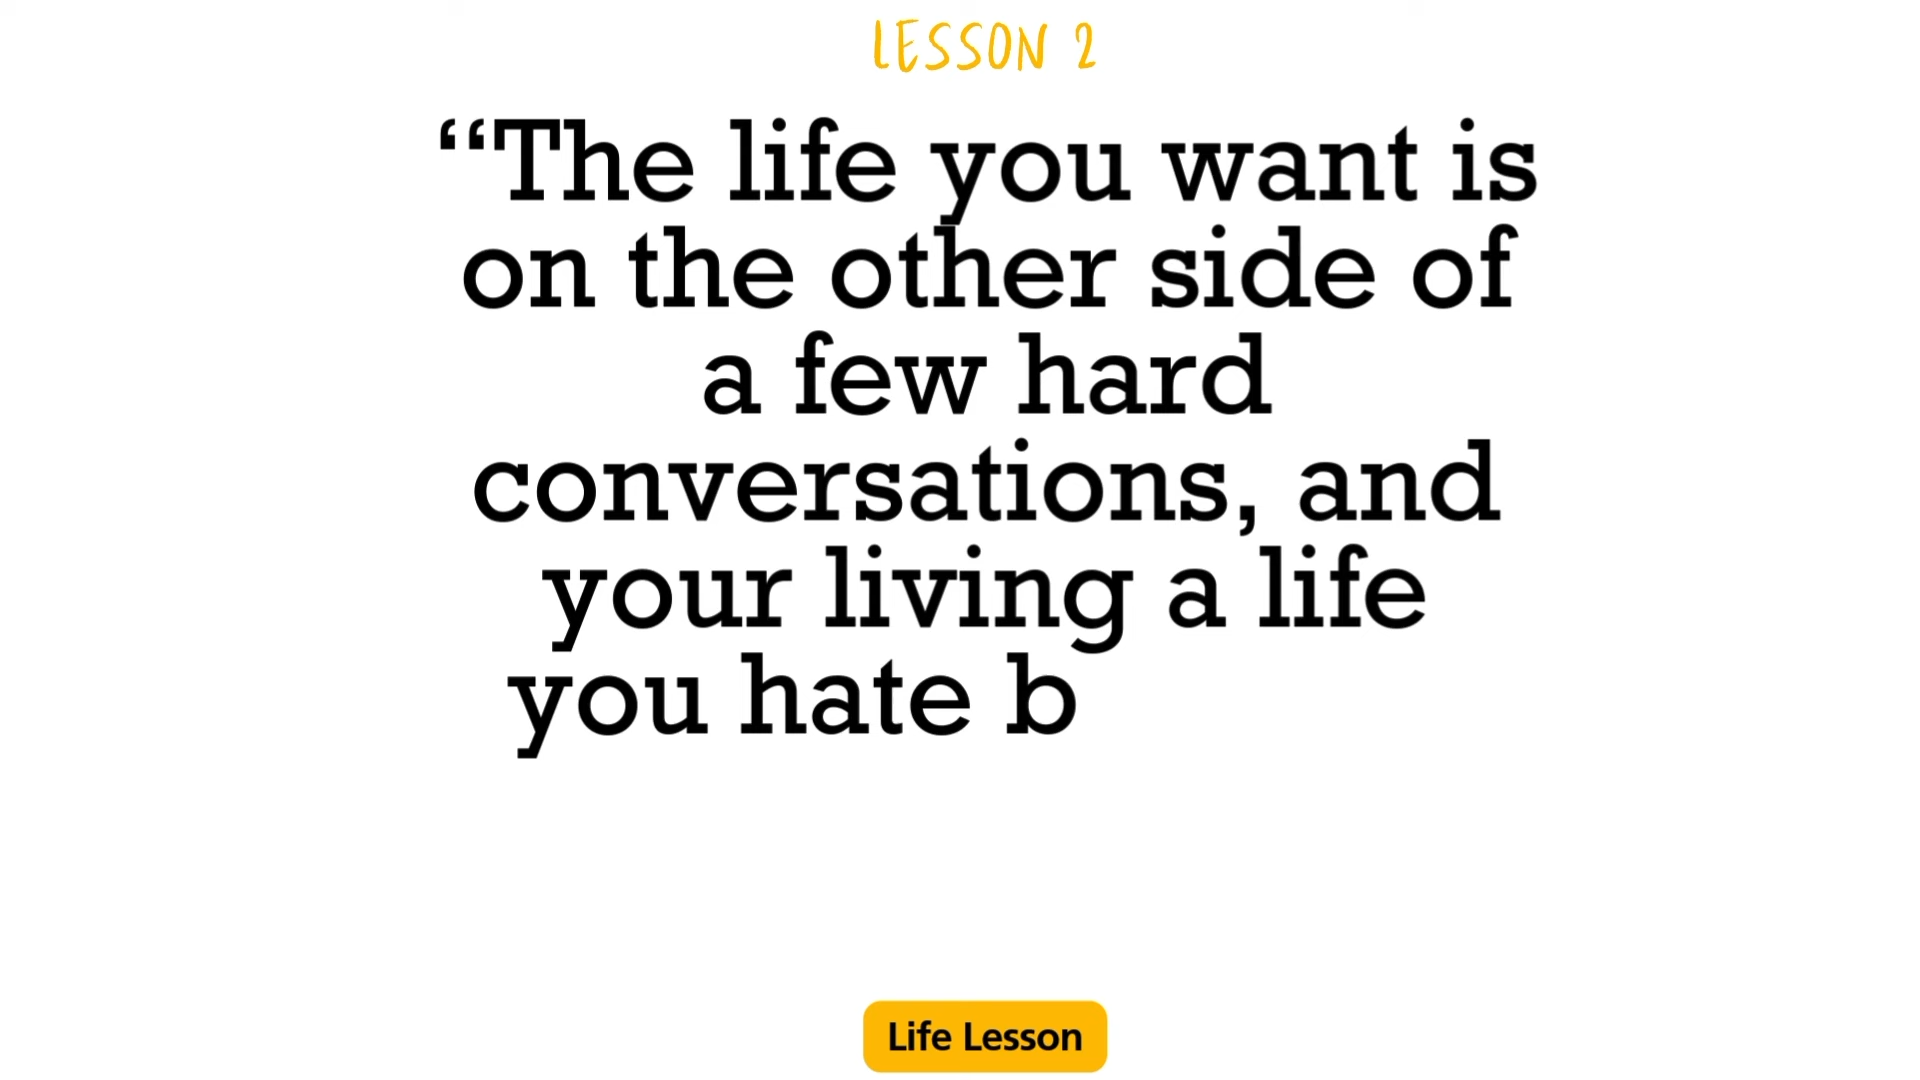 LESSON 2
“The life you want is
on the other side of
a few hard
conversations, and
your living a life
you hate b
Life Lesson